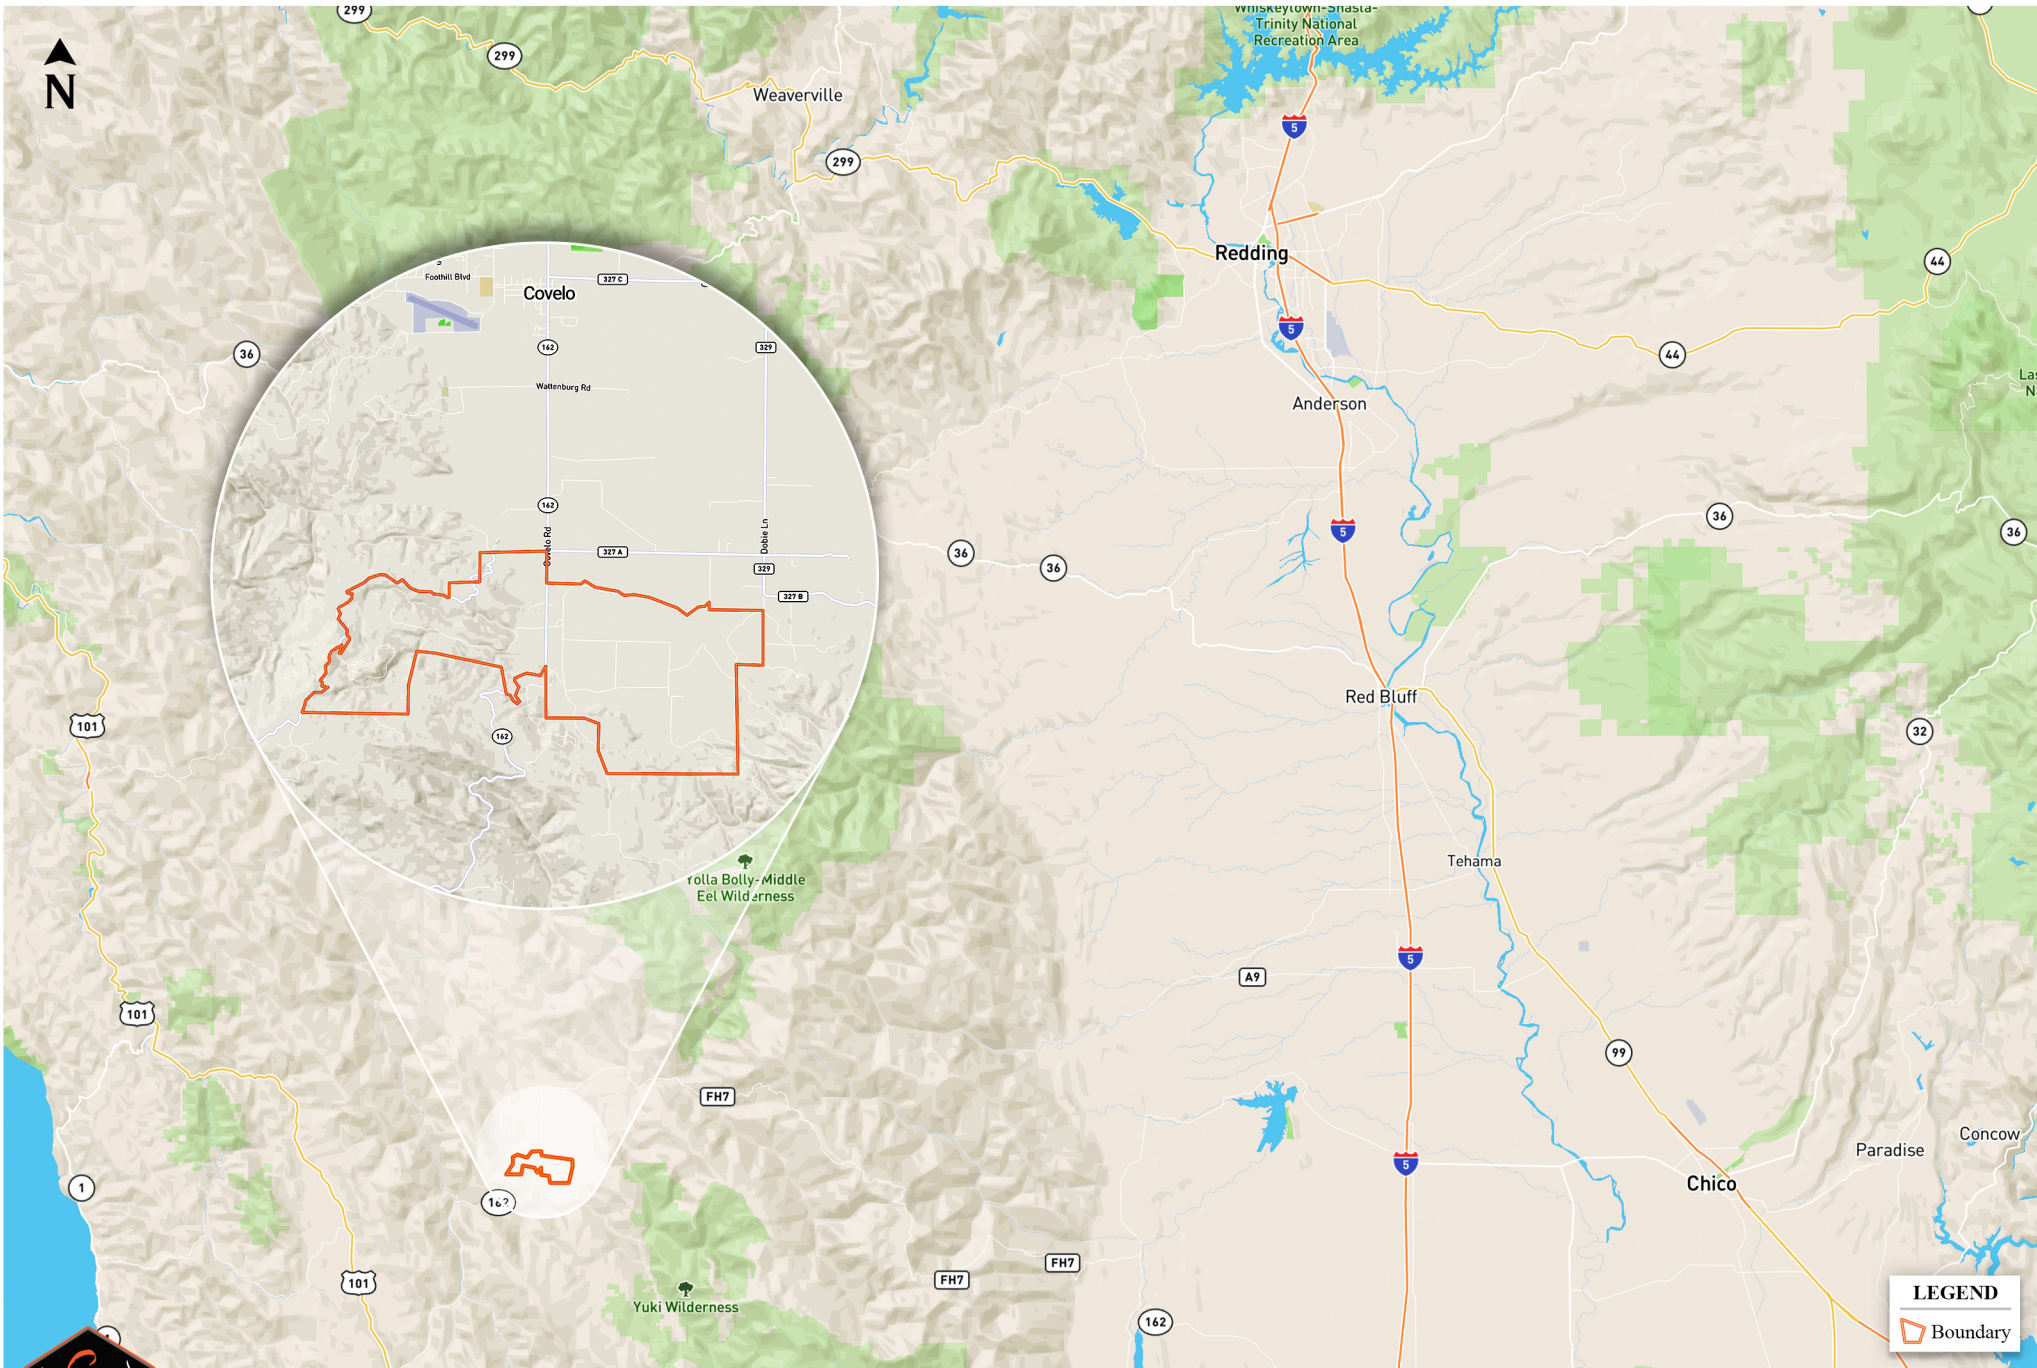 299
Whiskeytown-Shasta-
Trinity National
Recreation Area
N
299
Weaverville
5
299
Redding
44
Foothill Blvd
327 C
Covelo
5
36
162
329
44
Wattenburg Rd
Anderson
162
36
5
36
Covelo Rd
Dobie Ln
327 A
36
36
329
327 B
Red Bluff
101
162
32
Tehama
Yolla Bolly-Middle
Eel Wilderness
5
A9
101
99
FH7
Concow
Paradise
5
1
Chico
162
FH7
FH7
101
Yuki Wilderness
162
LEGEND
Boundary